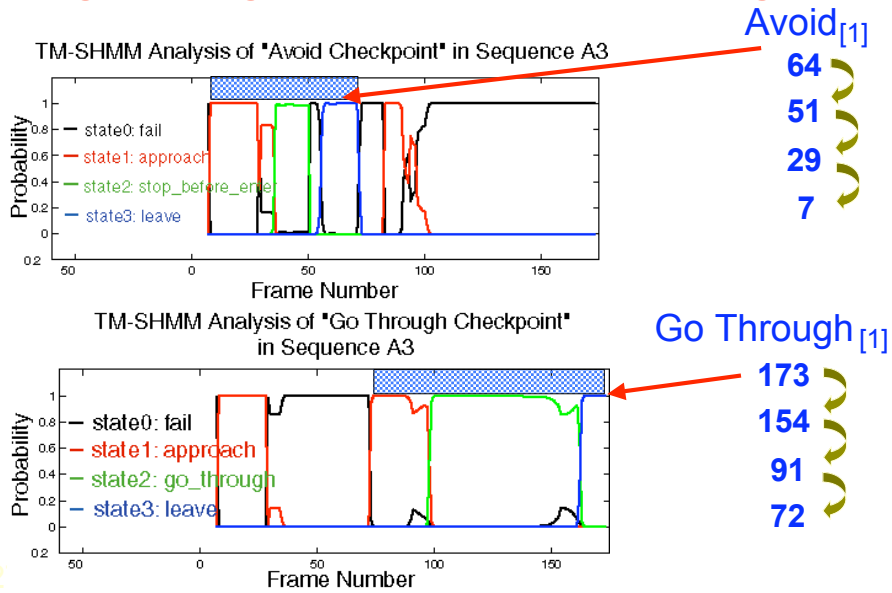 TM-SHMM Analysis of "Avoid Checkpoint" in Sequence A3
Avoid[1]
64
51
29
7
Probability
1
0.8
0.6
0.4
0.2
0
0.2
state0: fail
state1: approach
state2: stop_before_enter
state3: leave
50
0
50
100
150
Frame Number
TM-SHMM Analysis of "Go Through Checkpoint"
in Sequence A3
Go Through [1]
173
154
91
72
Probability
1
0.8
0.6
0.4
0.2
0
0.2
state0: fail
state1: approach
state2: go_through
state3: leave
50
0
50
100
150
Frame Number